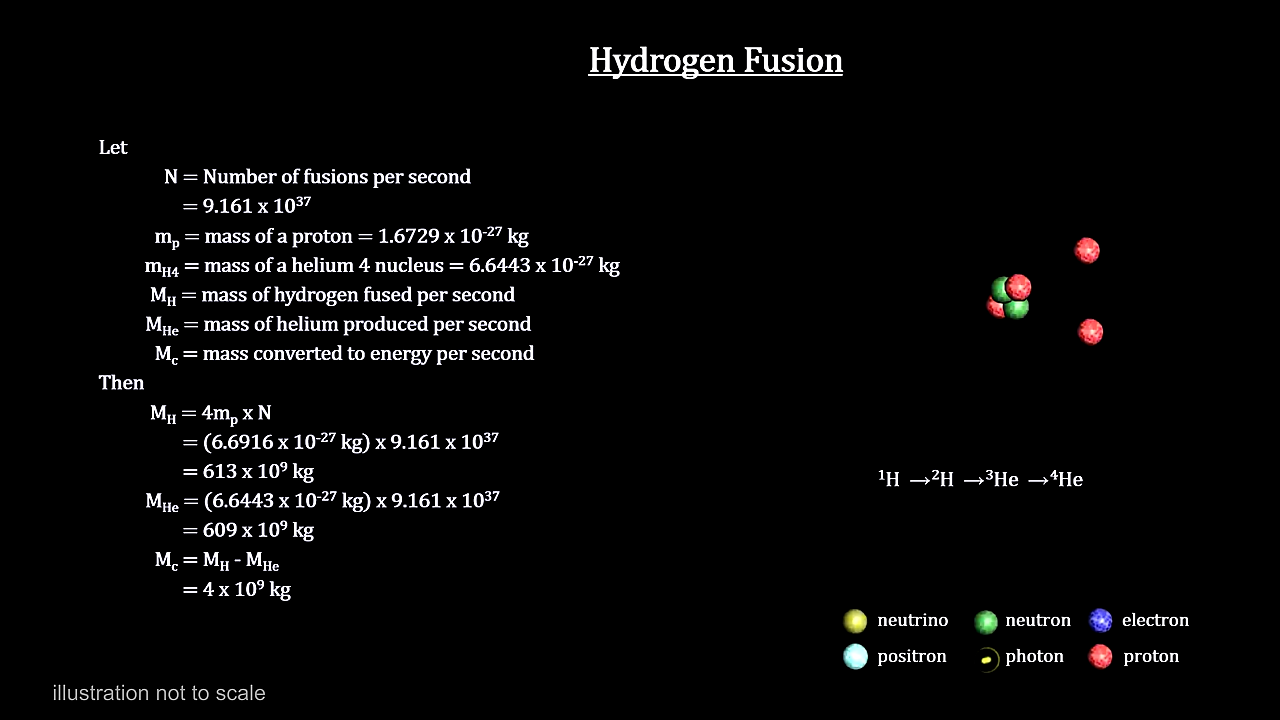 Hydrogen Fusion
Let
N = Number of fusions per second
= 9.161 x 10³⁷
mₚ = mass of a proton = 1.6729 x 10⁻²⁷ kg
m_H4 = mass of a helium 4 nucleus = 6.6443 x 10⁻²⁷ kg
M_H = mass of hydrogen fused per second
M_He = mass of helium produced per second
M_c = mass converted to energy per second
Then
M_H = 4mₚ x N
= (6.6916 x 10⁻²⁷ kg) x 9.161 x 10³⁷
= 613 x 10⁹ kg
M_He = (6.6443 x 10⁻²⁷ kg) x 9.161 x 10³⁷
= 609 x 10⁹ kg
M_c = M_H - M_He
= 4 x 10⁹ kg
¹H →²H →³He →⁴He
neutrino neutron electron
positron photon proton
illustration not to scale